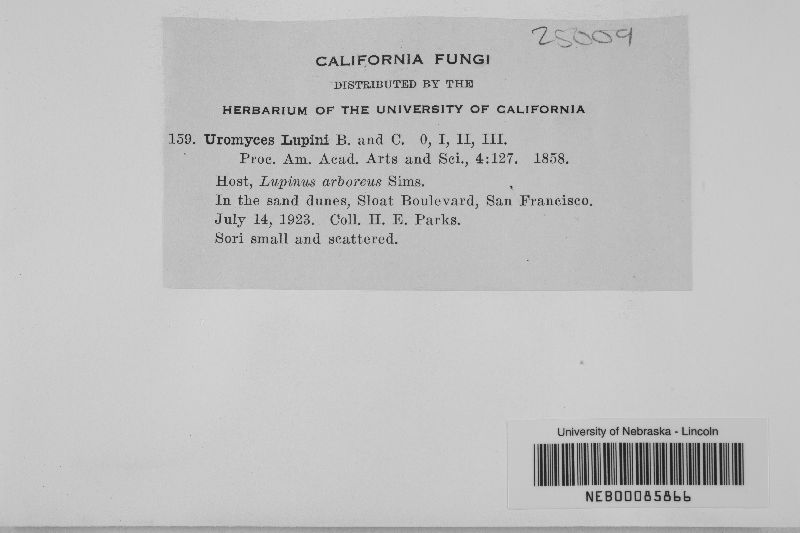 25009
CALIFORNIA FUNGI
DISTRIBUTED BY THE
HERBARIUM OF THE UNIVERSITY OF CALIFORNIA
159. Uromyces Lupini B. and C. 0, I, II, III.
Proc. Am. Acad. Arts and Sci., 4:127. 1858.
Host, Lupinus arboreus Sims.
In the sand dunes, Sloat Boulevard, San Francisco.
July 14, 1923. Coll. H. E. Parks.
Sori small and scattered.
University of Nebraska - Lincoln
NEB00085866